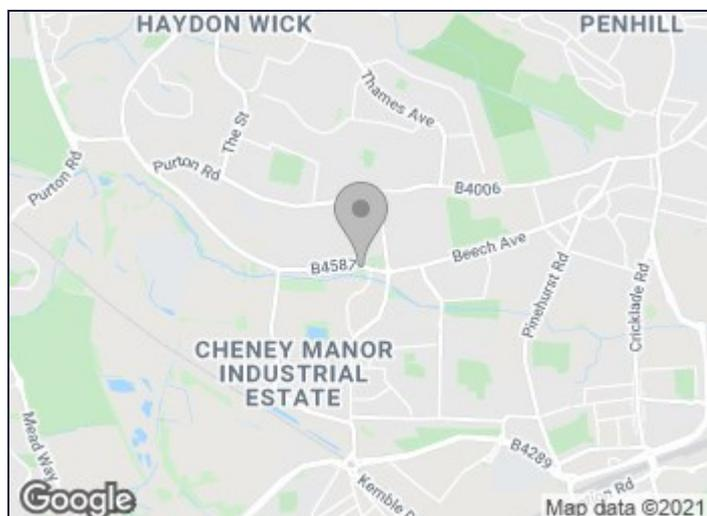 HAYDON WICK
PENHILL
Thames Ave
The St
Purton Rd
Purton Rd
B4006
Beech Ave
B4587
Pinehurst Rd
Cricklade Rd
CHENEY MANOR
INDUSTRIAL
ESTATE
Mead Way
B4289
Kemble
Rd
Google
Map data ©2021